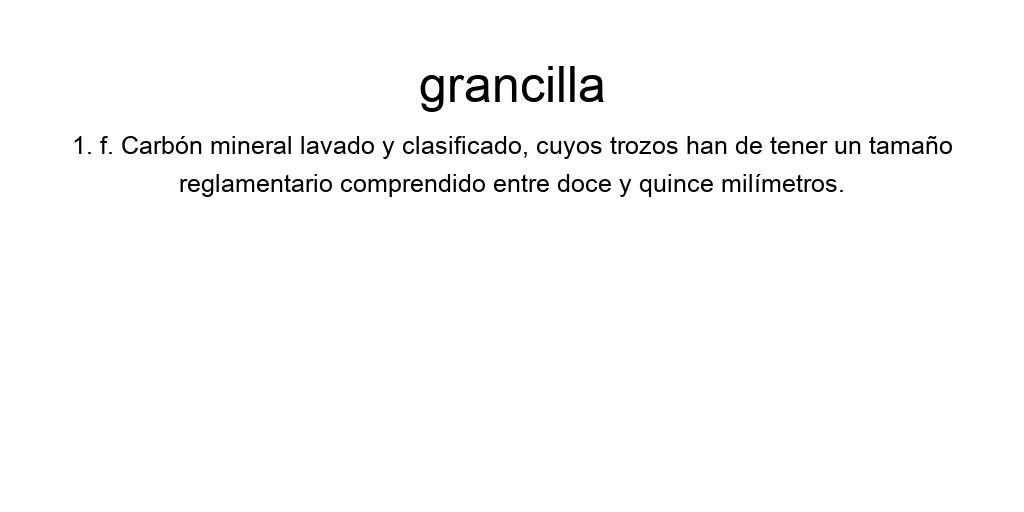 grancilla
1. f. Carbón mineral lavado y clasificado, cuyos trozos han de tener un tamaño
reglamentario comprendido entre doce y quince milímetros.